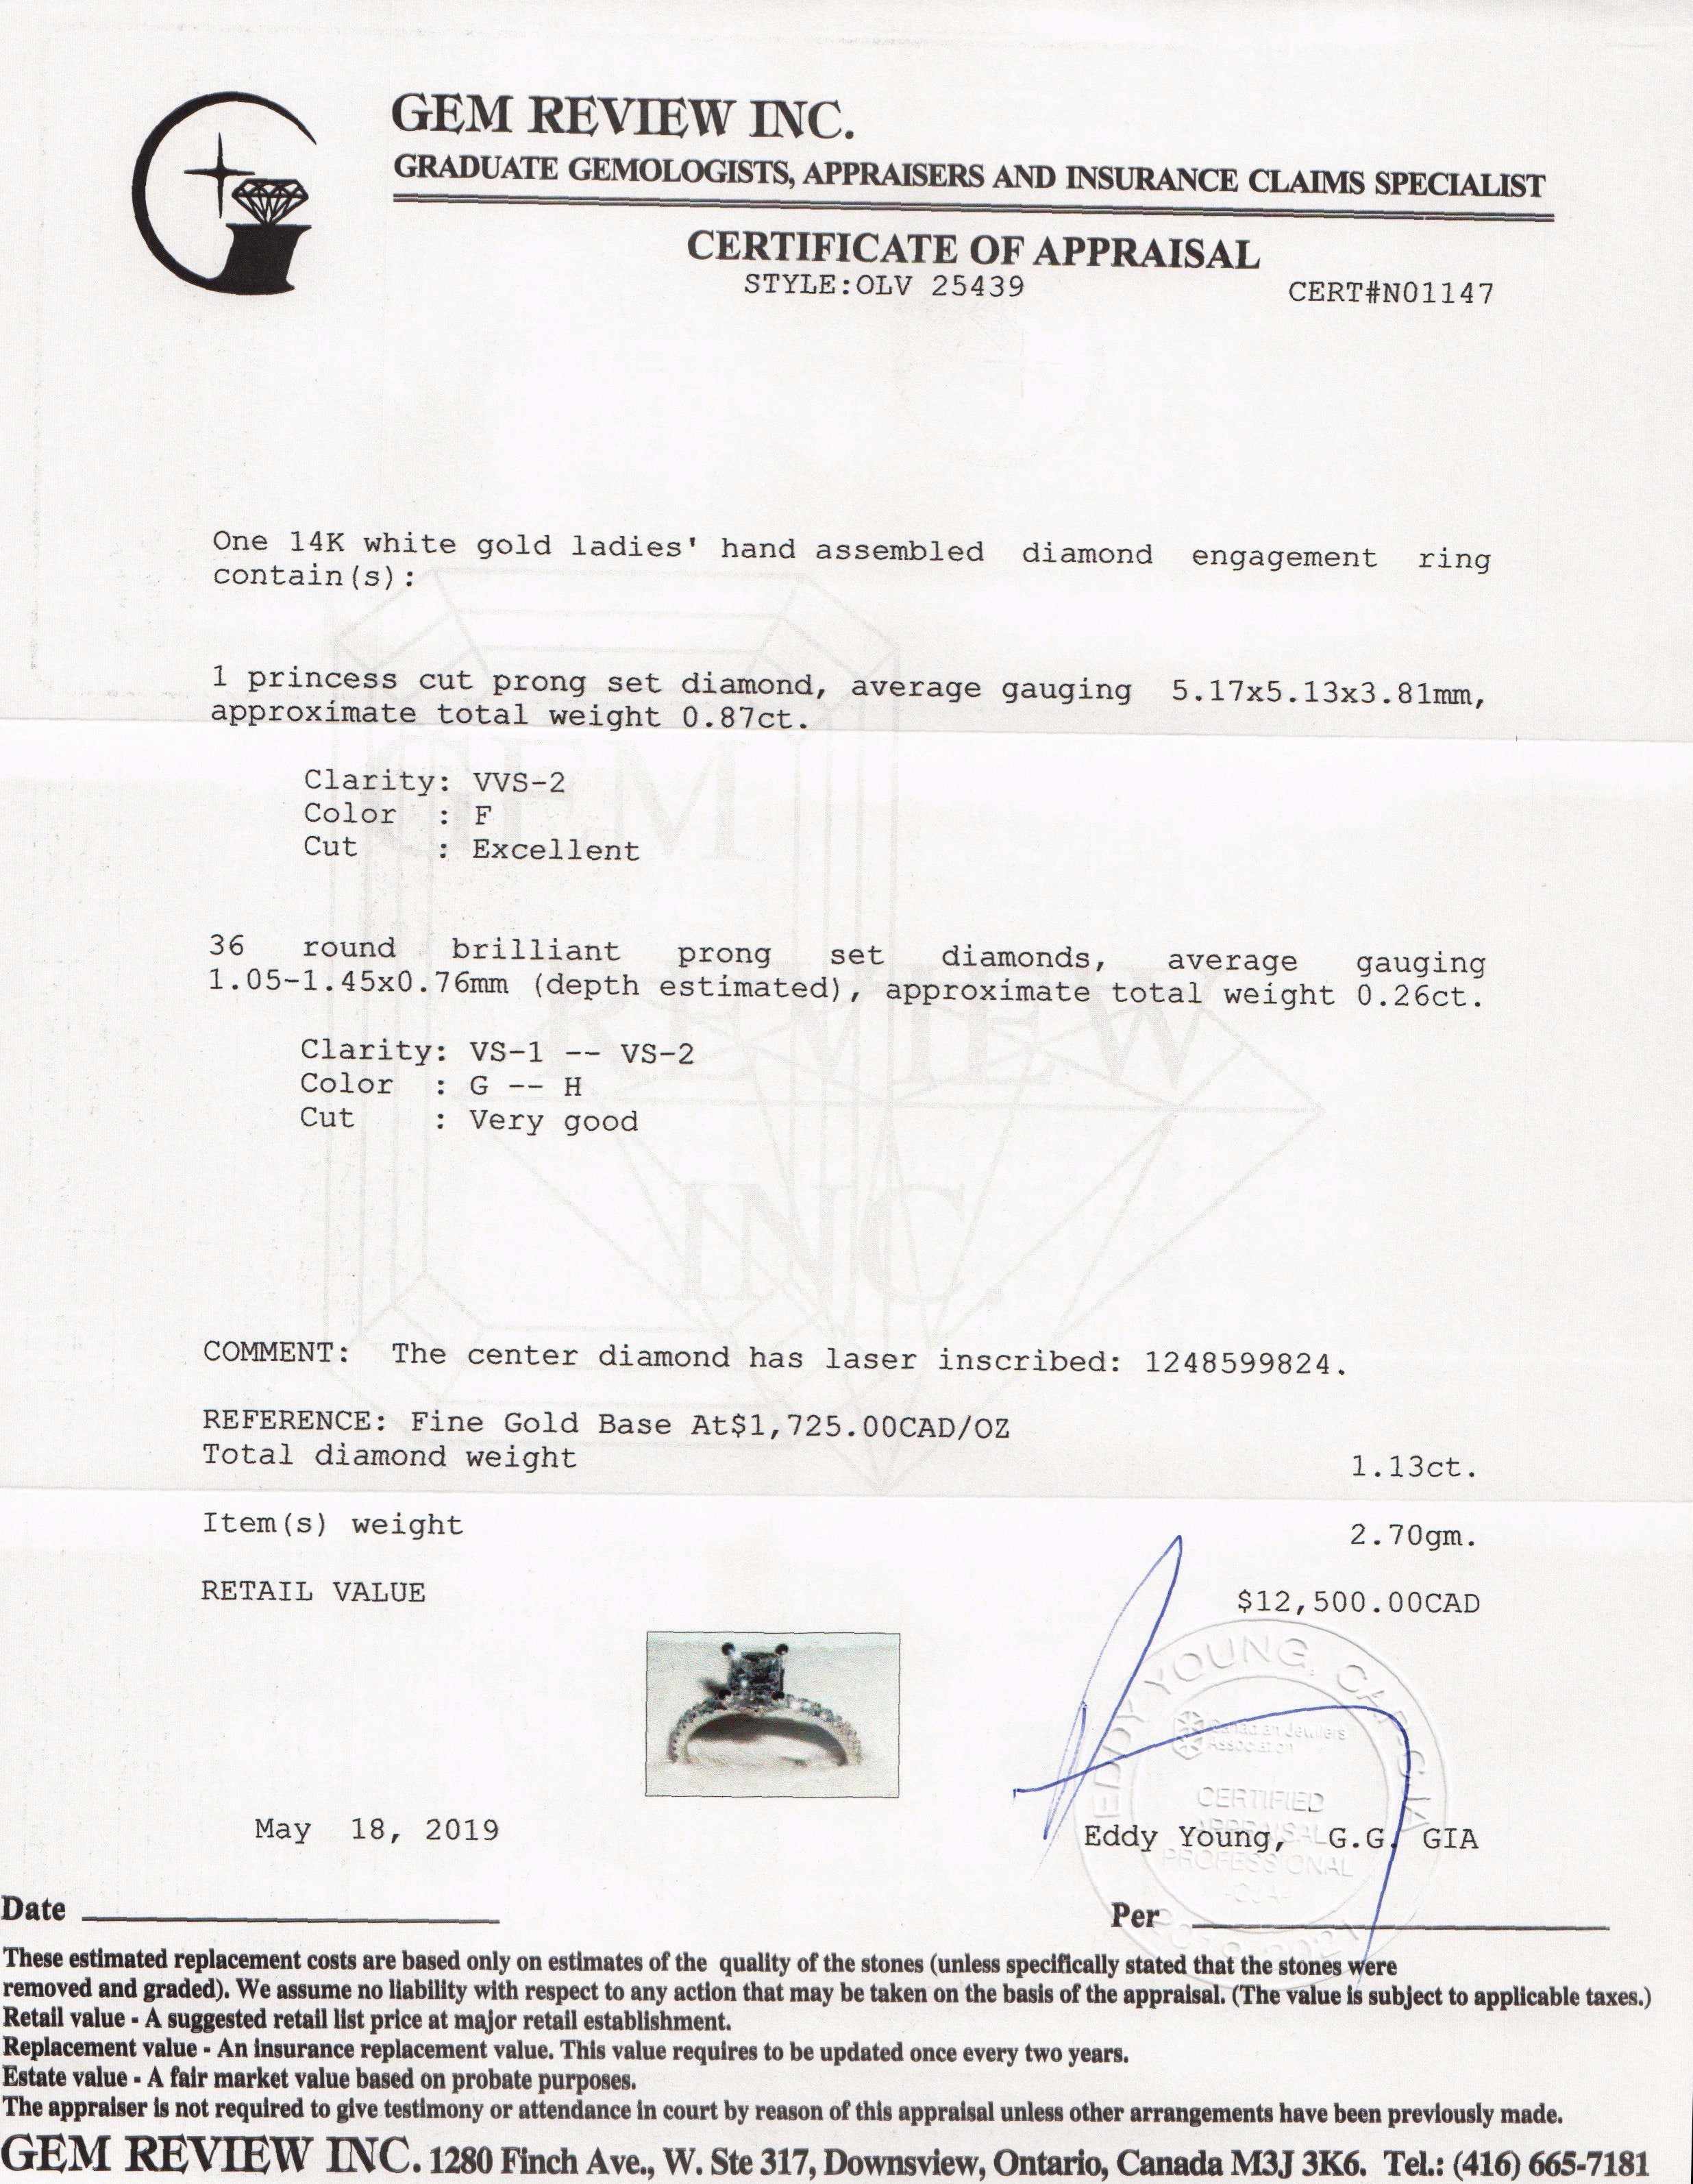 GEM REVIEW INC.
GRADUATE GEMOLOGISTS, APPRAISERS AND INSURANCE CLAIMS SPECIALIST
CERTIFICATE OF APPRAISAL
STYLE:OLV 25439
CERT#N01147
One 14K white gold ladies' hand assembled diamond engagement ring
contain(s):
1 princess cut prong set diamond, average gauging 5.17x5.13x3.81mm,
approximate total weight 0.87ct.
Clarity: VVS-2
Color : F
Cut : Excellent
36 round brilliant prong set diamonds, average gauging
1.05-1.45x0.76mm (depth estimated), approximate total weight 0.26ct.
Clarity: VS-1 -- VS-2
Color : G -- H
Cut : Very good
GEM
REVIEW
INC.
COMMENT: The center diamond has laser inscribed: 1248599824.
REFERENCE: Fine Gold Base At$1,725.00CAD/OZ
Total diamond weight 1.13ct.
Item(s) weight 2.70gm.
RETAIL VALUE $12,500.00CAD
EDDY YOUNG,
Canadian Jewellers
Association
CERTIFIED
APPRAISAL
PROFESSIONAL
May 18, 2019
Eddy Young, G.G. GIA
Date
Per
These estimated replacement costs are based only on estimates of the quality of the stones (unless specifically stated that the stones were
removed and graded). We assume no liability with respect to any action that may be taken on the basis of the appraisal. (The value is subject to applicable taxes.)
Retail value - A suggested retail list price at major retail establishment.
Replacement value - An insurance replacement value. This value requires to be updated once every two years.
Estate value - A fair market value based on probate purposes.
The appraiser is not required to give testimony or attendance in court by reason of this appraisal unless other arrangements have been previously made.
GEM REVIEW INC. 1280 Finch Ave., W. Ste 317, Downsview, Ontario, Canada M3J 3K6. Tel.: (416) 665-7181